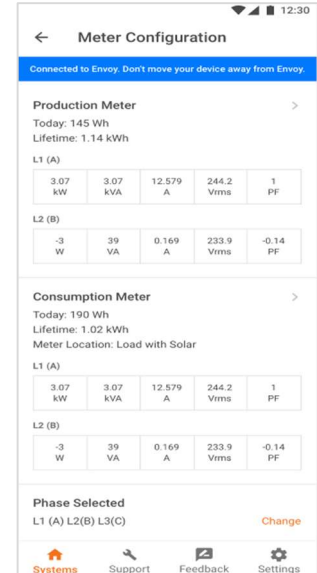 12:30
Meter Configuration
Connected to Envoy. Don't move your device away from Envoy.
Production Meter
Today: 145 Wh
Lifetime: 1.14 kWh
L1 (A)
3.07 3.07 12.579 244.2 1
kW kVA A Vrms PF
L2 (B)
-3 39 0.169 233.9 -0.14
W VA A Vrms PF
Consumption Meter
Today: 190 Wh
Lifetime: 1.02 kWh
Meter Location: Load with Solar
L1 (A)
3.07 3.07 12.579 244.2 1
kW kVA A Vrms PF
L2 (B)
-3 39 0.169 233.9 -0.14
W VA A Vrms PF
Phase Selected
L1 (A) L2(B) L3(C) Change
Systems Support Feedback Settings